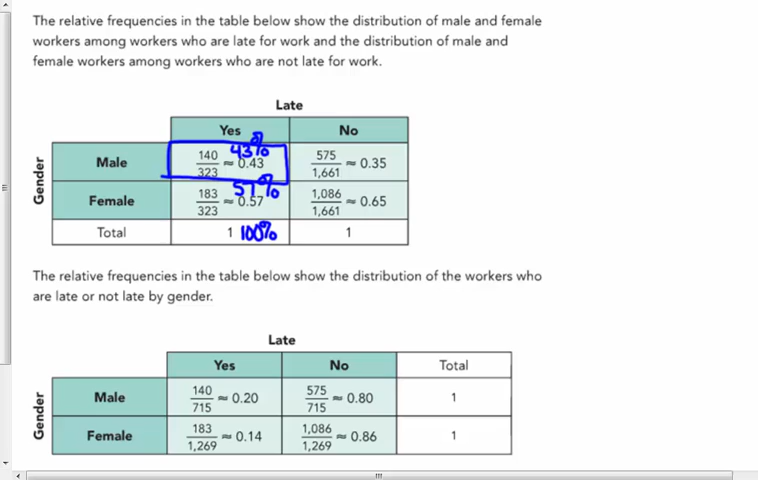 The relative frequencies in the table below show the distribution of male and female
workers among workers who are late for work and the distribution of male and
female workers among workers who are not late for work.
Late
Yes No
Gender
Male 140/323 ≈ 0.43 43% 575/1,661 ≈ 0.35
Female 183/323 ≈ 0.57 57% 1,086/1,661 ≈ 0.65
Total 1 100% 1
The relative frequencies in the table below show the distribution of the workers who
are late or not late by gender.
Late
Yes No Total
Gender
Male 140/715 ≈ 0.20 575/715 ≈ 0.80 1
Female 183/1,269 ≈ 0.14 1,086/1,269 ≈ 0.86 1